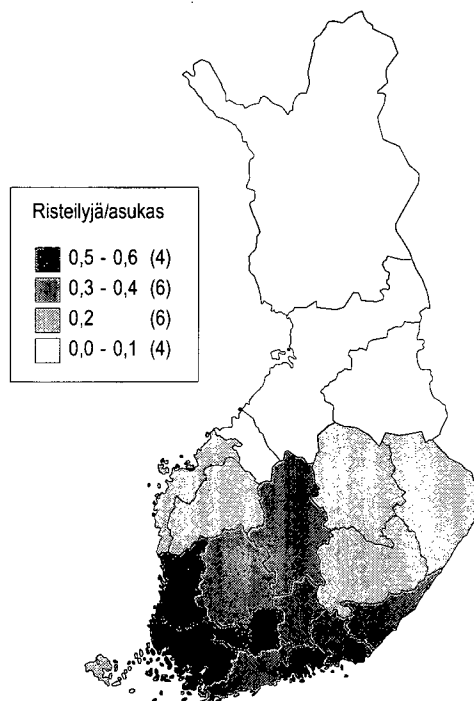 Risteilyjä/asukas
0,5 - 0,6 (4)
0,3 - 0,4 (6)
0,2 (6)
0,0 - 0,1 (4)